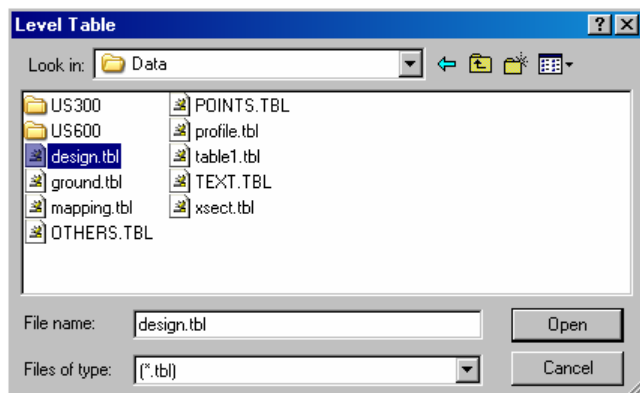 Level Table
Look in: Data
US300
US600
design.tbl
ground.tbl
mapping.tbl
OTHERS.TBL
POINTS.TBL
profile.tbl
table1.tbl
TEXT.TBL
xsect.tbl
File name: design.tbl
Open
Files of type: (*.tbl)
Cancel